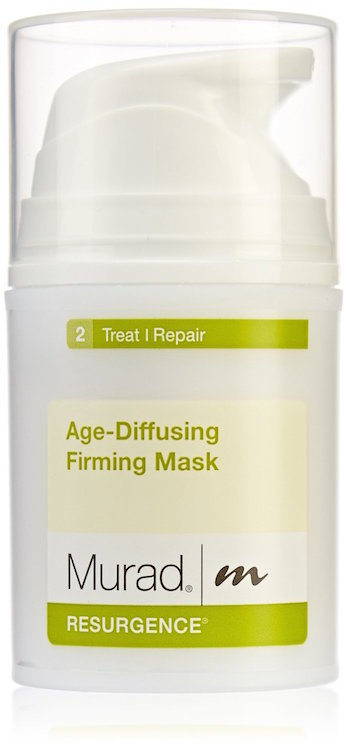 2 Treat | Repair
Age-Diffusing
Firming Mask
Murad® m
RESURGENCE®